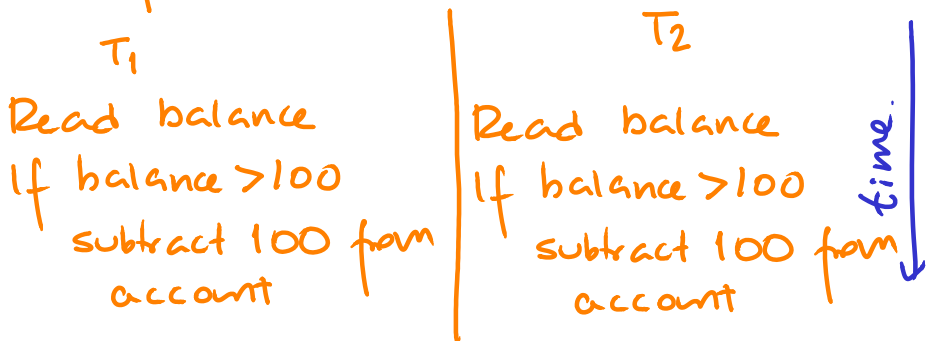 T1
Read balance
If balance >100
subtract 100 from
account
T2
Read balance
If balance >100
subtract 100 from
account
time.